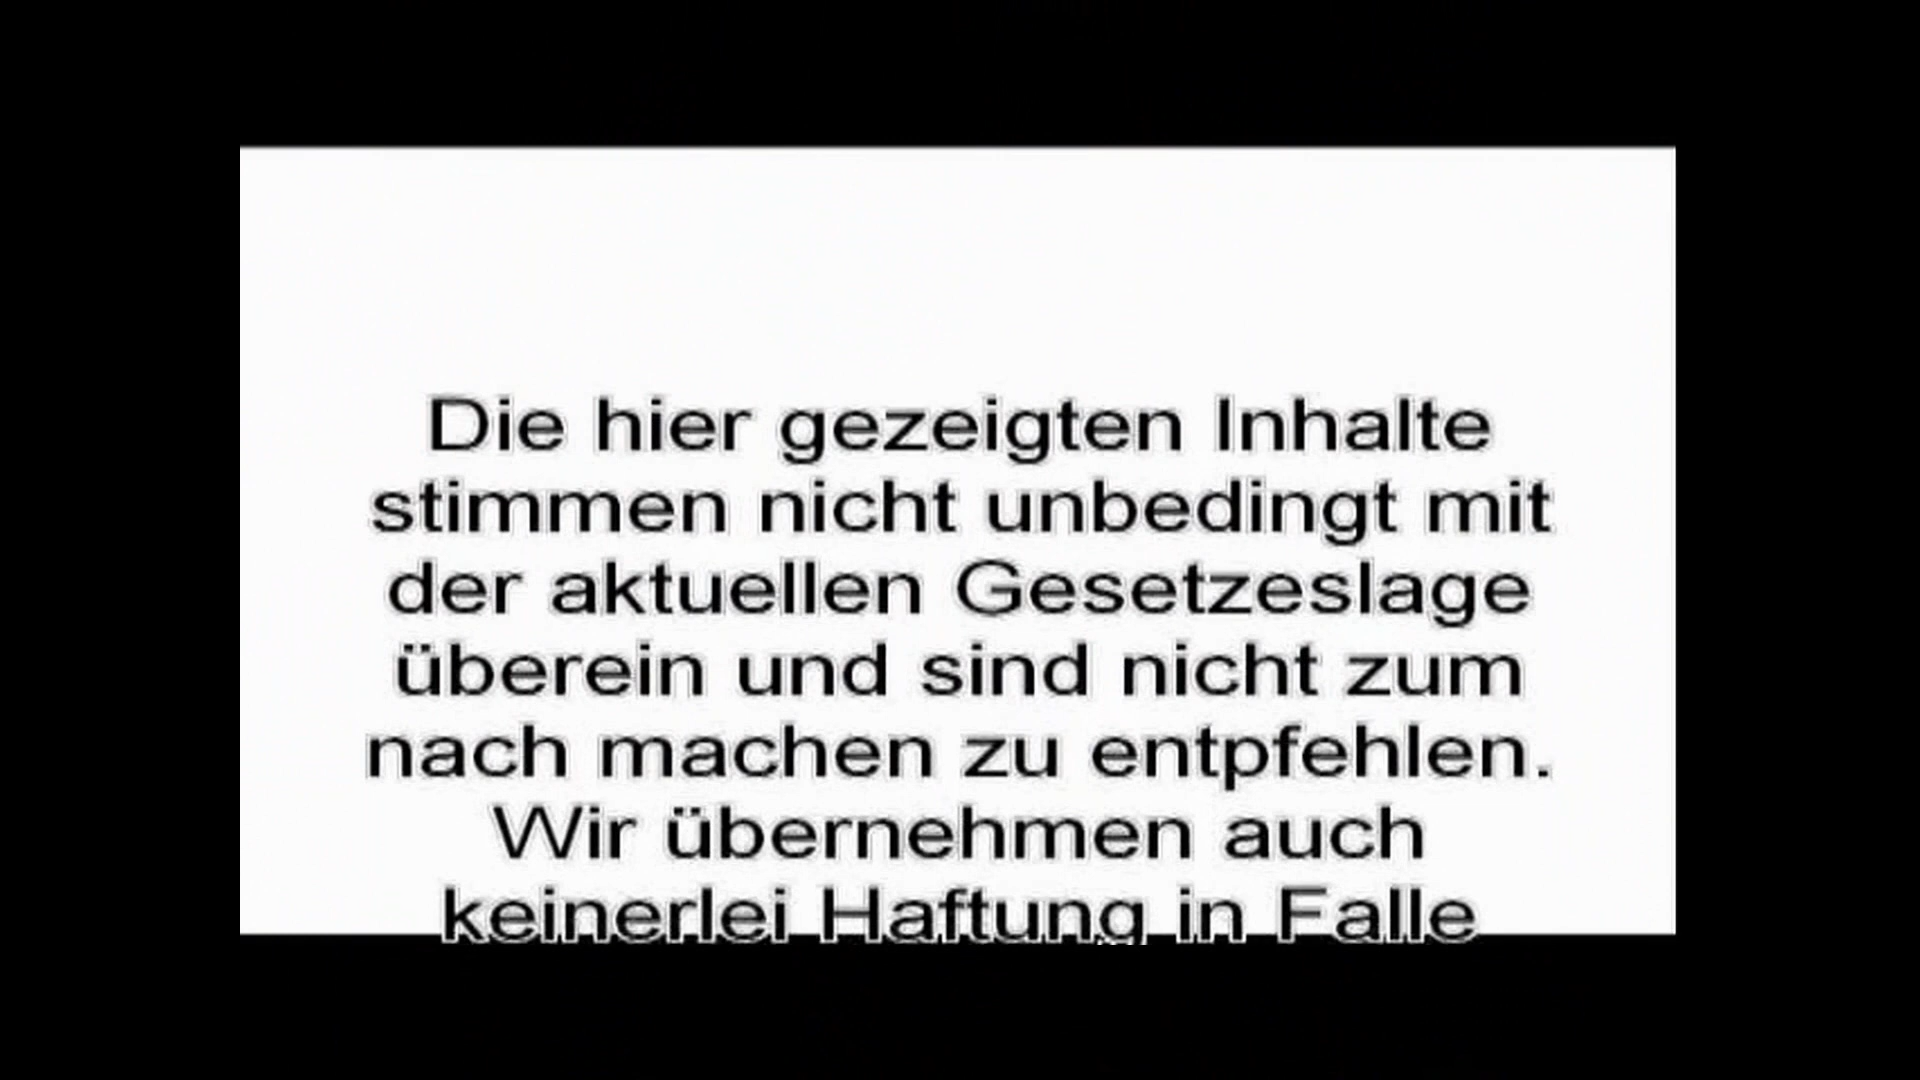 Die hier gezeigten Inhalte
stimmen nicht unbedingt mit
der aktuellen Gesetzeslage
überein und sind nicht zum
nach machen zu entpfehlen.
Wir übernehmen auch
keinerlei Haftung in Falle